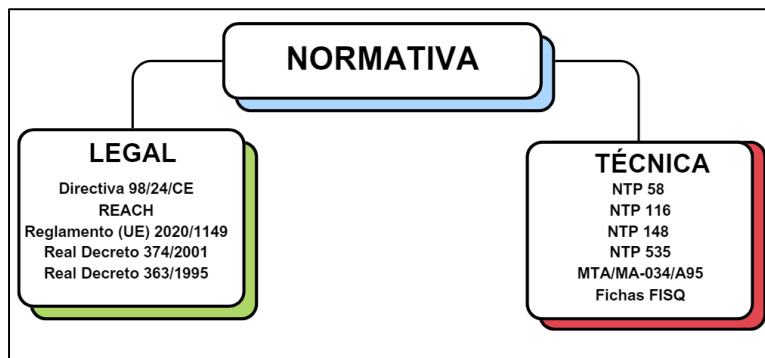 NORMATIVA
LEGAL
Directiva 98/24/CE
REACH
Reglamento (UE) 2020/1149
Real Decreto 374/2001
Real Decreto 363/1995
TÉCNICA
NTP 58
NTP 116
NTP 148
NTP 535
MTA/MA-034/A95
Fichas FISQ